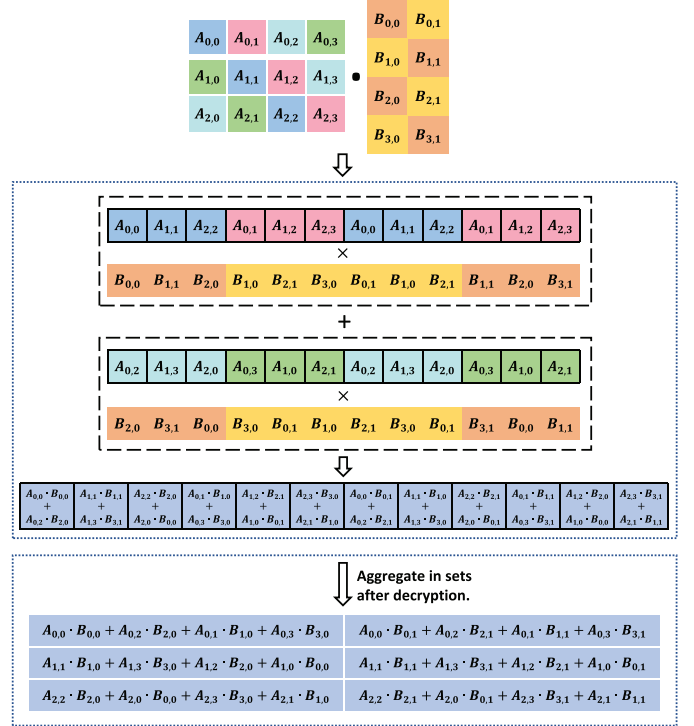 A0,0 A0,1 A0,2 A0,3
A1,0 A1,1 A1,2 A1,3
A2,0 A2,1 A2,2 A2,3
•
B0,0 B0,1
B1,0 B1,1
B2,0 B2,1
B3,0 B3,1
A0,0 A1,1 A2,2 A0,1 A1,2 A2,3 A0,0 A1,1 A2,2 A0,1 A1,2 A2,3
×
B0,0 B1,1 B2,0 B1,0 B2,1 B3,0 B0,1 B1,0 B2,1 B1,1 B2,0 B3,1
+
A0,2 A1,3 A2,0 A0,3 A1,0 A2,1 A0,2 A1,3 A2,0 A0,3 A1,0 A2,1
×
B2,0 B3,1 B0,0 B3,0 B0,1 B1,0 B2,1 B3,0 B0,1 B3,1 B0,0 B1,1
A0,0 · B0,0 A1,1 · B1,1 A2,2 · B2,0 A0,1 · B1,0 A1,2 · B2,1 A2,3 · B3,0 A0,0 · B0,1 A1,1 · B1,0 A2,2 · B2,1 A0,1 · B1,1 A1,2 · B2,0 A2,3 · B3,1
+ + + + + + + + + + + +
A0,2 · B2,0 A1,3 · B3,1 A2,0 · B0,0 A0,3 · B3,0 A1,0 · B0,1 A2,1 · B1,0 A0,2 · B2,1 A1,3 · B3,0 A2,0 · B0,1 A0,3 · B3,1 A1,0 · B0,0 A2,1 · B1,1
Aggregate in sets
after decryption.
A0,0 · B0,0 + A0,2 · B2,0 + A0,1 · B1,0 + A0,3 · B3,0 A0,0 · B0,1 + A0,2 · B2,1 + A0,1 · B1,1 + A0,3 · B3,1
A1,1 · B1,0 + A1,3 · B3,0 + A1,2 · B2,0 + A1,0 · B0,0 A1,1 · B1,1 + A1,3 · B3,1 + A1,2 · B2,1 + A1,0 · B0,1
A2,2 · B2,0 + A2,0 · B0,0 + A2,3 · B3,0 + A2,1 · B1,0 A2,2 · B2,1 + A2,0 · B0,1 + A2,3 · B3,1 + A2,1 · B1,1